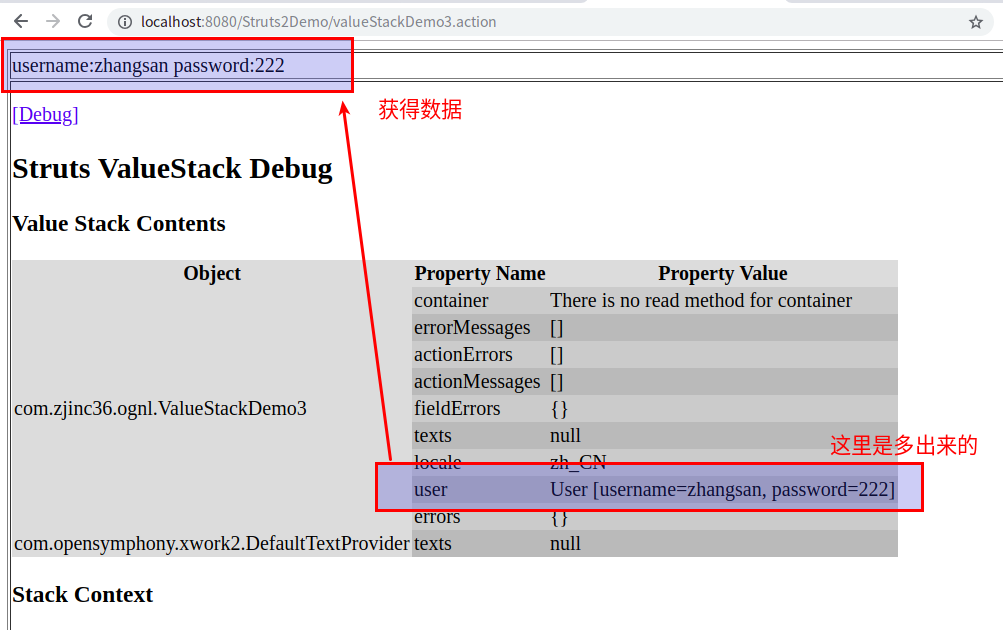 localhost:8080/Struts2Demo/valueStackDemo3.action
username:zhangsan password:222
获得数据
[Debug]
Struts ValueStack Debug
Value Stack Contents
Object Property Name Property Value
container There is no read method for container
errorMessages []
actionErrors []
actionMessages []
com.zjinc36.ognl.ValueStackDemo3 fieldErrors {}
texts null
这里是多出来的
locale zh_CN
user User [username=zhangsan, password=222]
errors {}
com.opensymphony.xwork2.DefaultTextProvider texts null
Stack Context